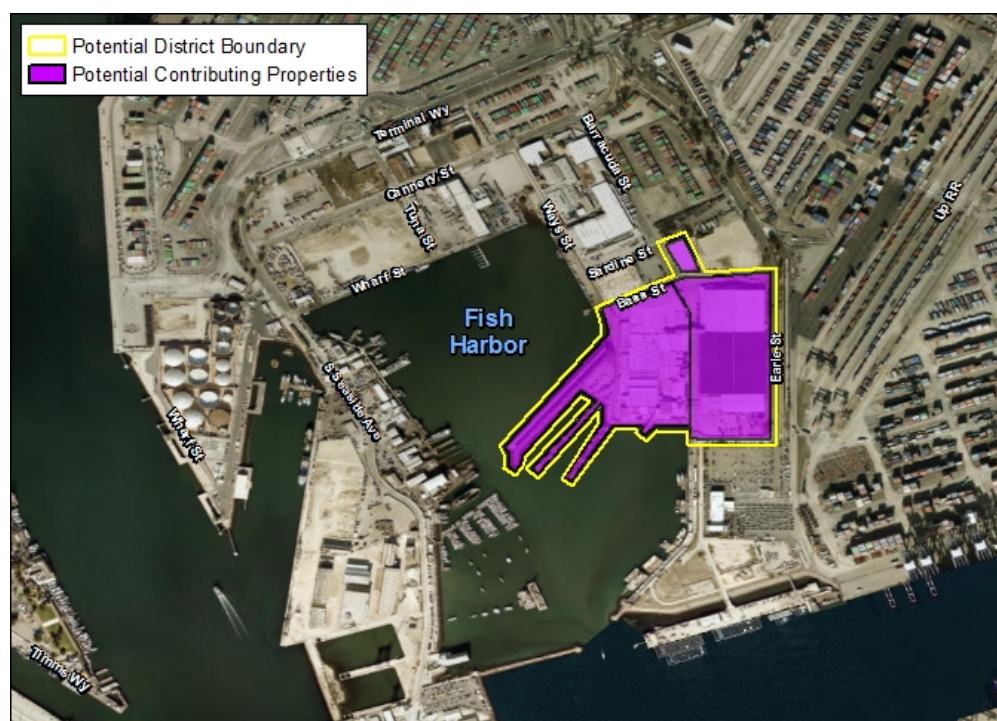 Potential District Boundary
Potential Contributing Properties
Terminal Wy
Barracuda St
Cannery St
Up RR
Tuna St
Ways St
Sardine St
Wharf St
Bass St
Fish
Harbor
Earle St
S Seaside Ave
Wharf St
Timms Wy